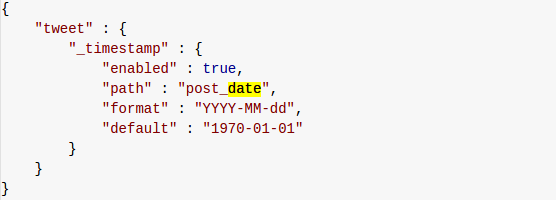 {
    "tweet" : {
        "_timestamp" : {
            "enabled" : true,
            "path" : "post_date",
            "format" : "YYYY-MM-dd",
            "default" : "1970-01-01"
        }
    }
}